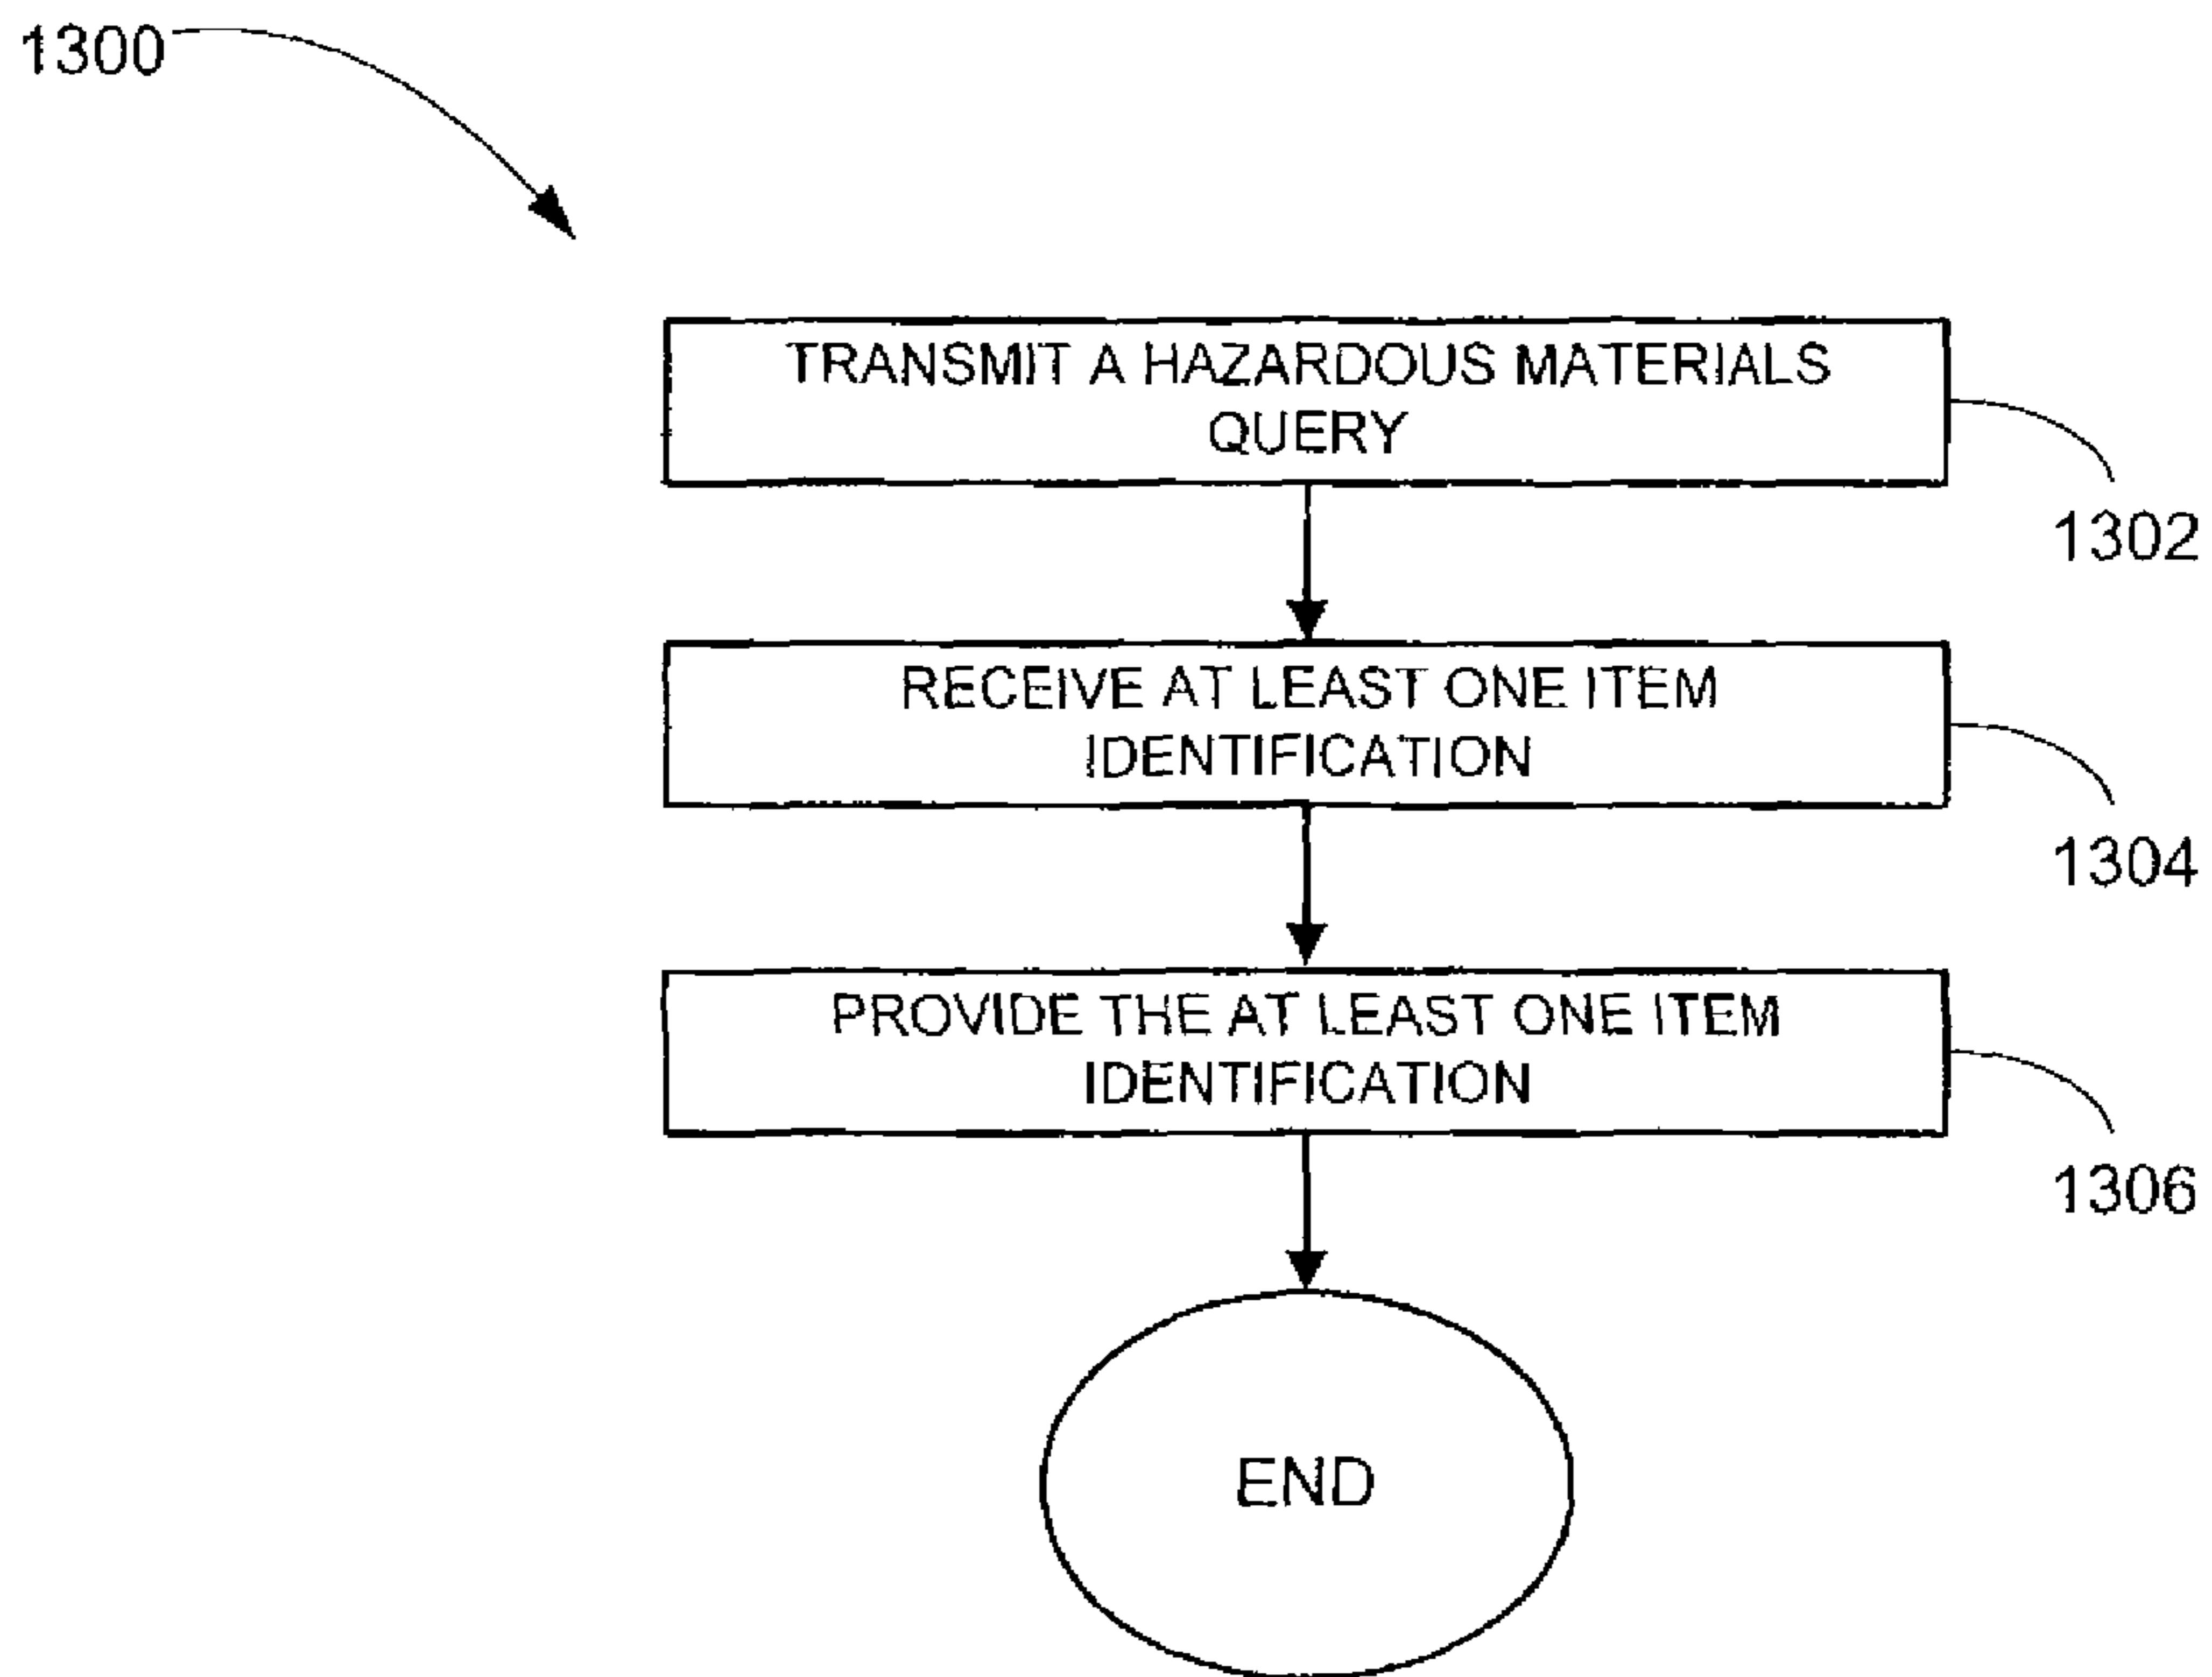 1300
TRANSMIT A HAZARDOUS MATERIALS
QUERY
1302
RECEIVE AT LEAST ONE ITEM
IDENTIFICATION
1304
PROVIDE THE AT LEAST ONE ITEM
IDENTIFICATION
1306
END